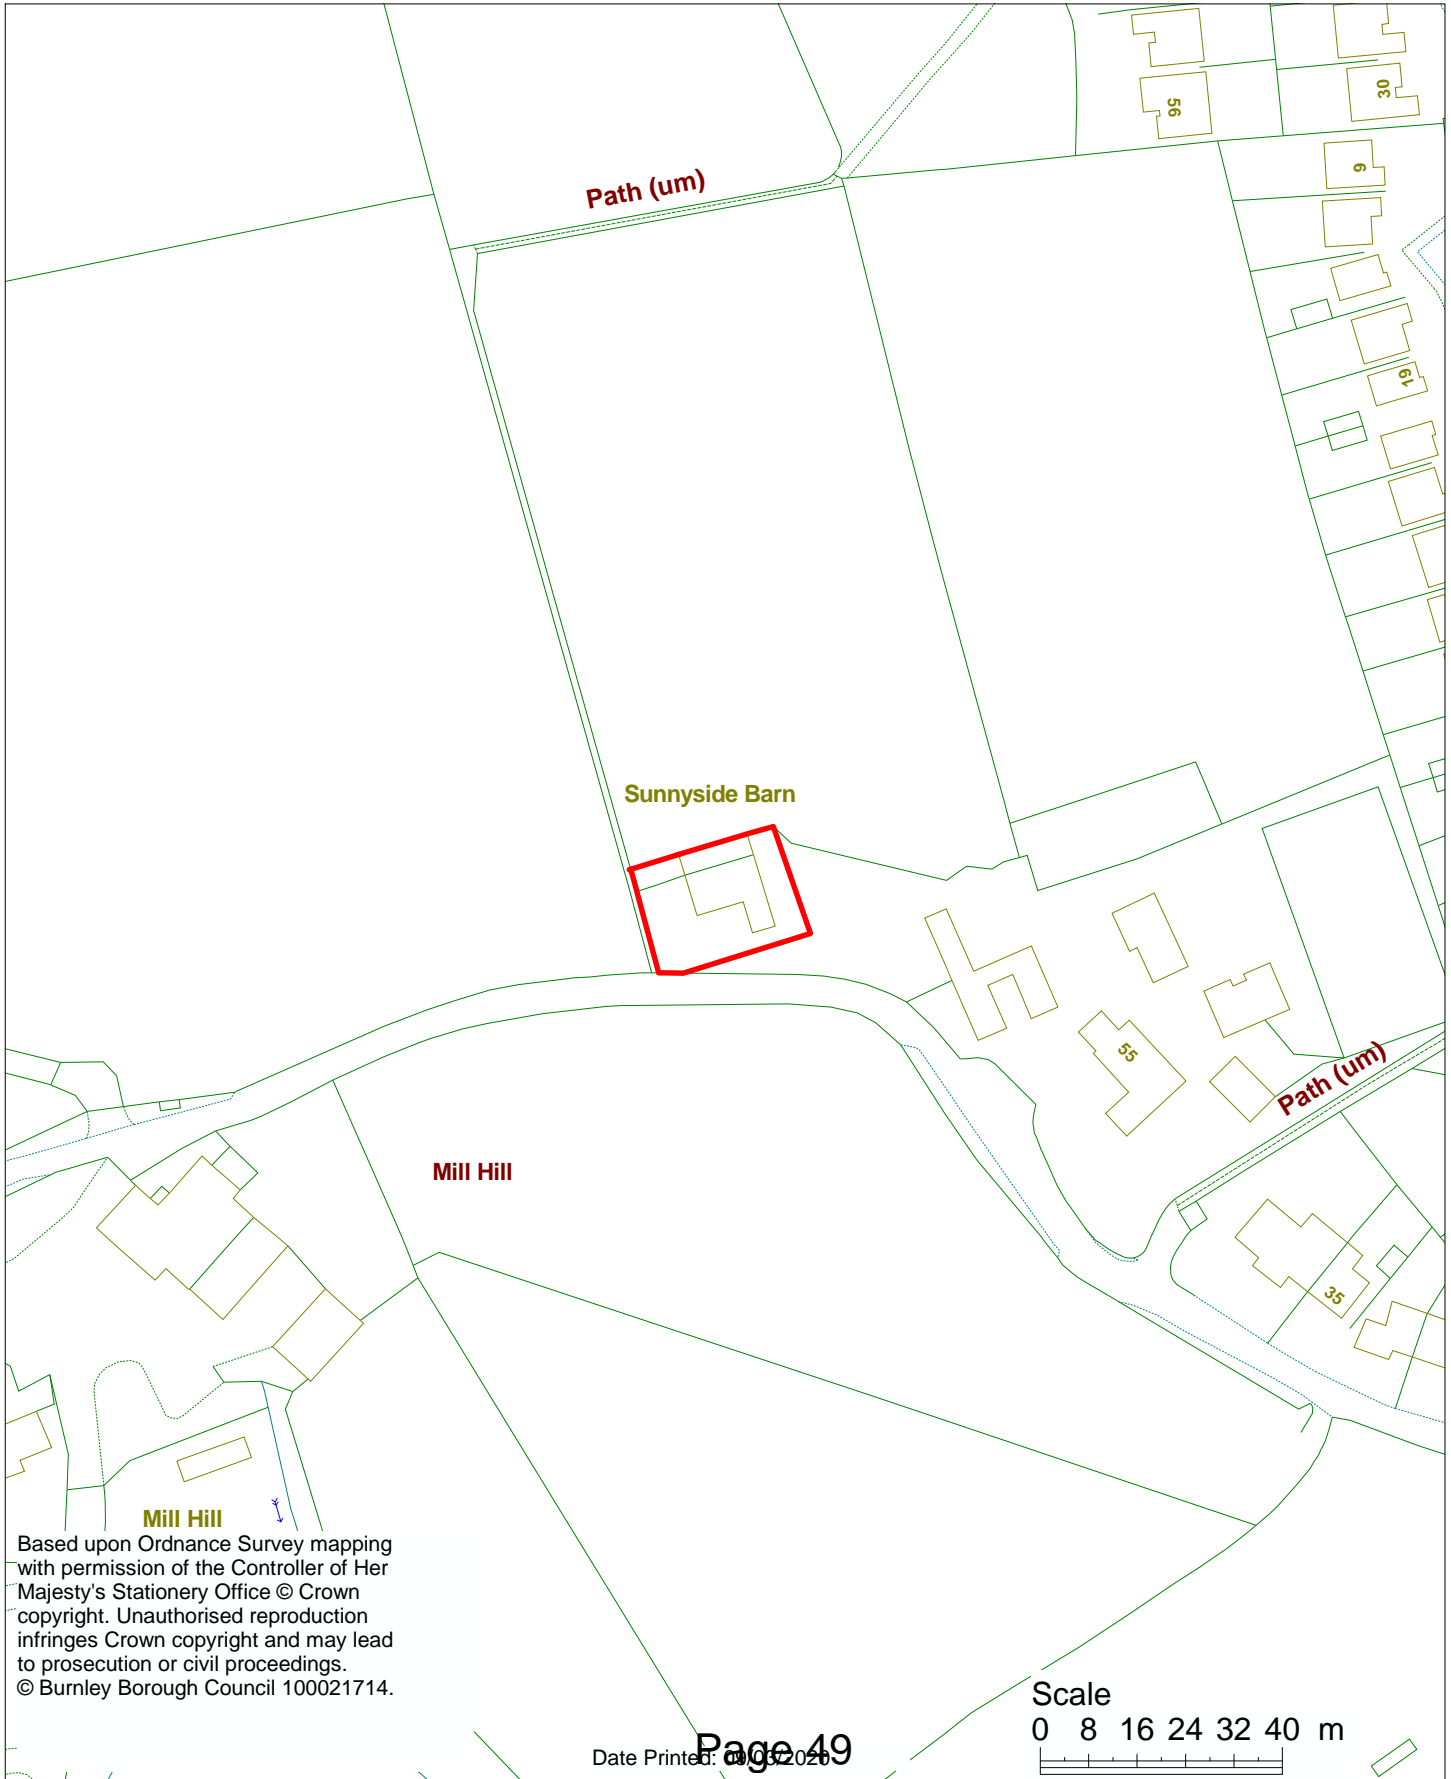 56
30
9
Path (um)
19
Sunnyside Barn
55
Path (um)
Mill Hill
35
Mill Hill
Based upon Ordnance Survey mapping
with permission of the Controller of Her
Majesty's Stationery Office © Crown
copyright. Unauthorised reproduction
infringes Crown copyright and may lead
to prosecution or civil proceedings.
© Burnley Borough Council 100021714.
Scale
0 8 16 24 32 40 m
Page 49
Date Printed: